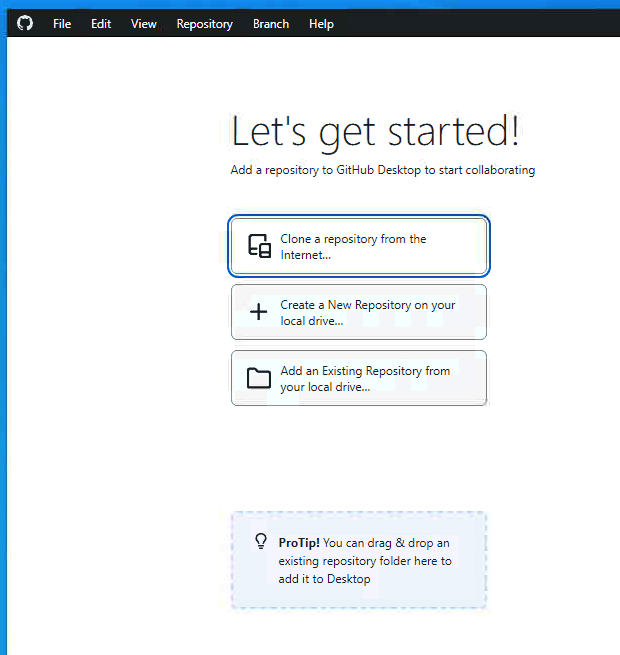 File Edit View Repository Branch Help
Let's get started!
Add a repository to GitHub Desktop to start collaborating
Clone a repository from the
Internet...
Create a New Repository on your
local drive...
Add an Existing Repository from
your local drive...
ProTip! You can drag & drop an
existing repository folder here to
add it to Desktop